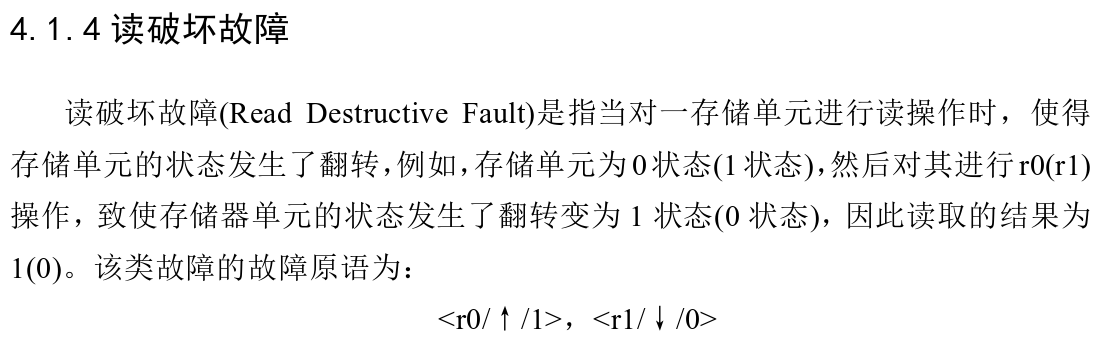 4.1.4 读破坏故障
读破坏故障(Read Destructive Fault)是指当对一存储单元进行读操作时，使得
存储单元的状态发生了翻转,例如,存储单元为0状态(1状态),然后对其进行r0(r1)
操作，致使存储器单元的状态发生了翻转变为 1 状态(0 状态)，因此读取的结果为
1(0)。该类故障的故障原语为：
<r0/↑/1>，<r1/↓/0>